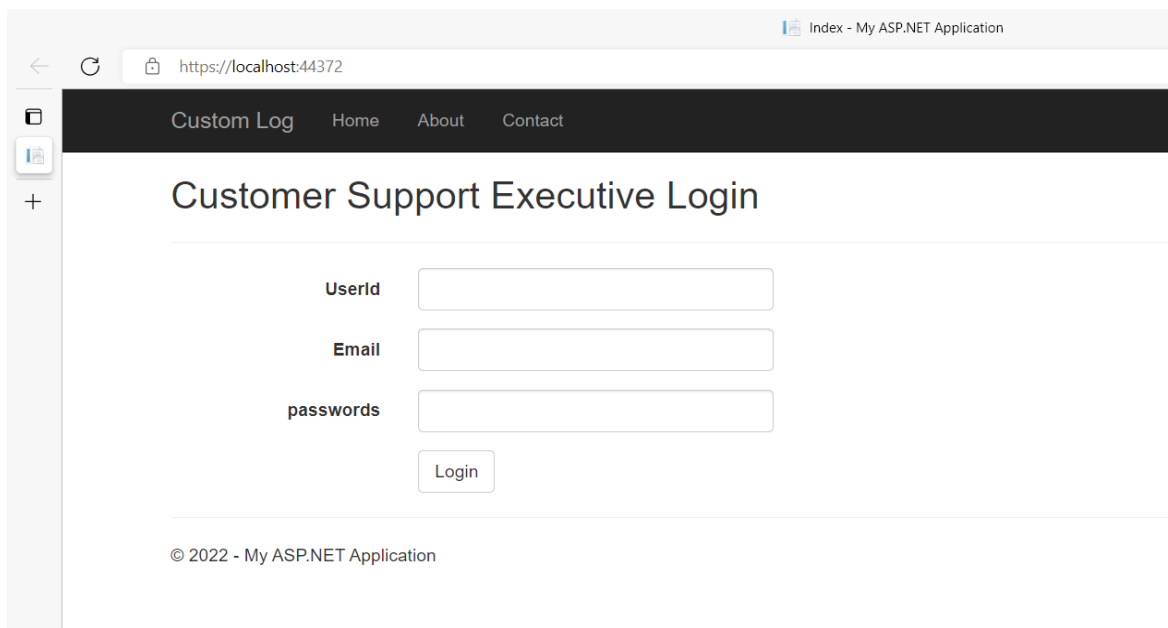 Index - My ASP.NET Application
https://localhost:44372
Custom Log Home About Contact
Customer Support Executive Login
UserId
Email
passwords
Login
© 2022 - My ASP.NET Application